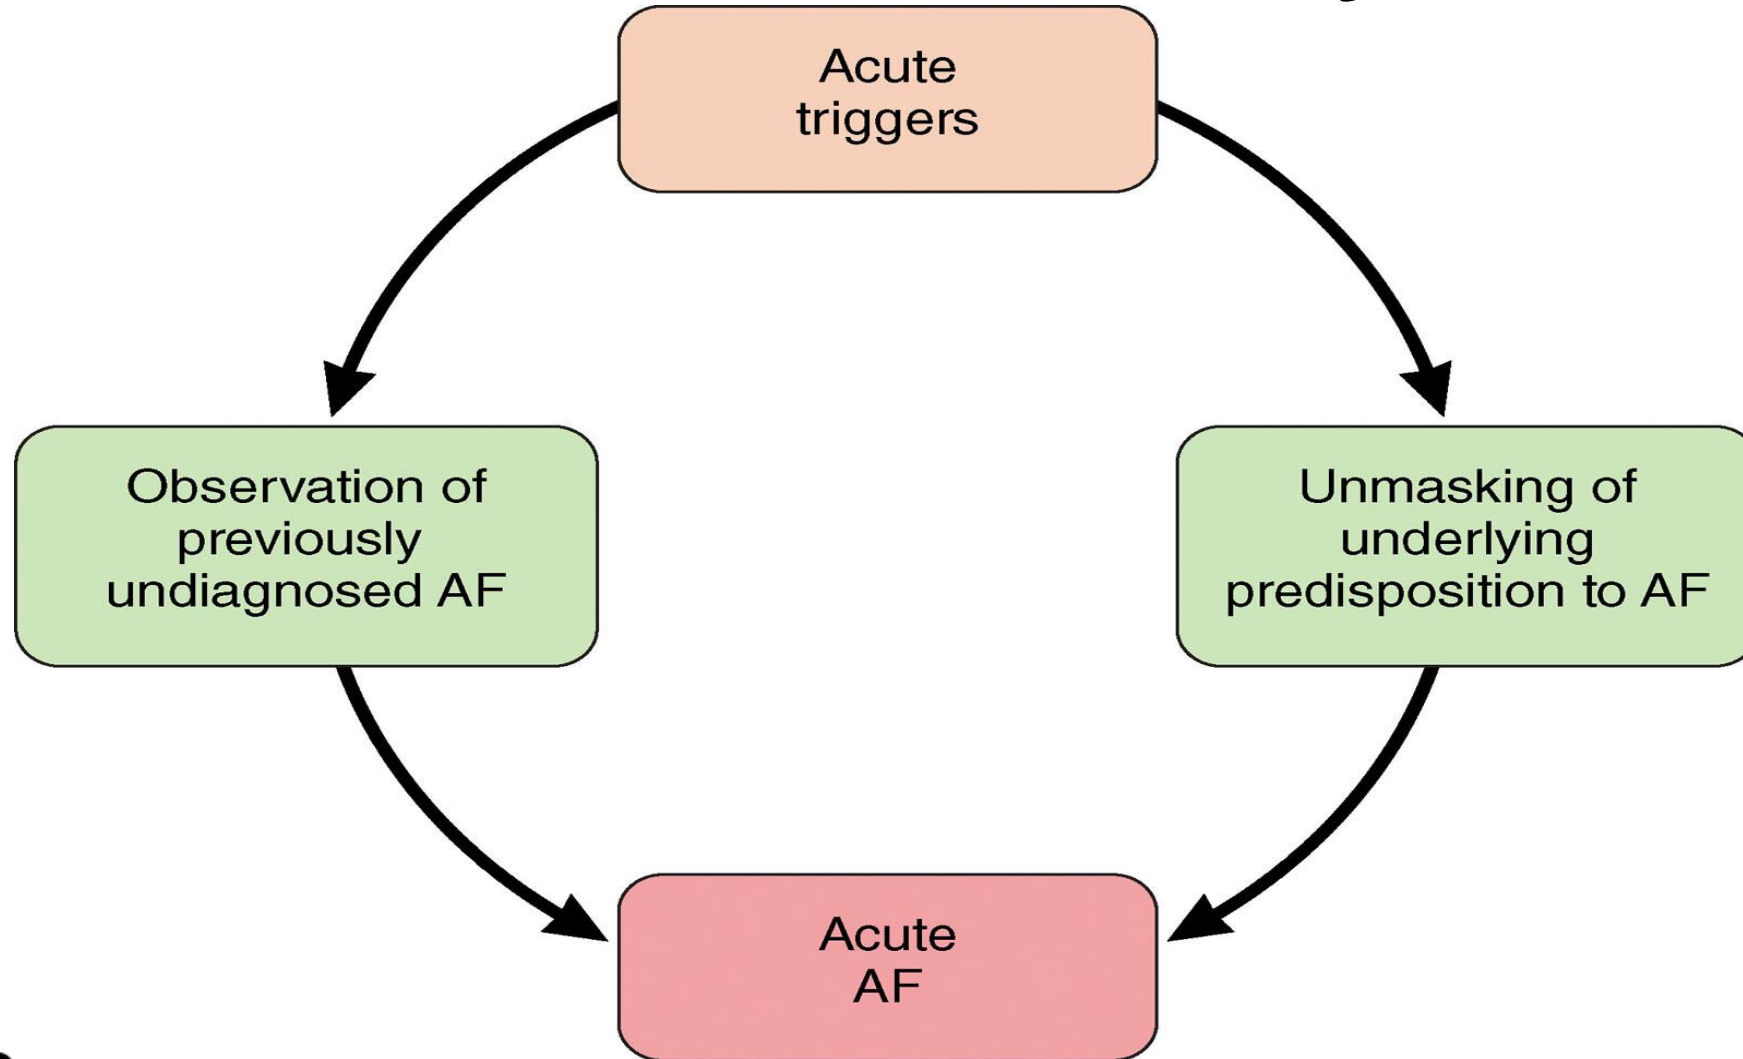 Acute
triggers
Observation of
previously
undiagnosed AF
Unmasking of
underlying
predisposition to AF
Acute
AF